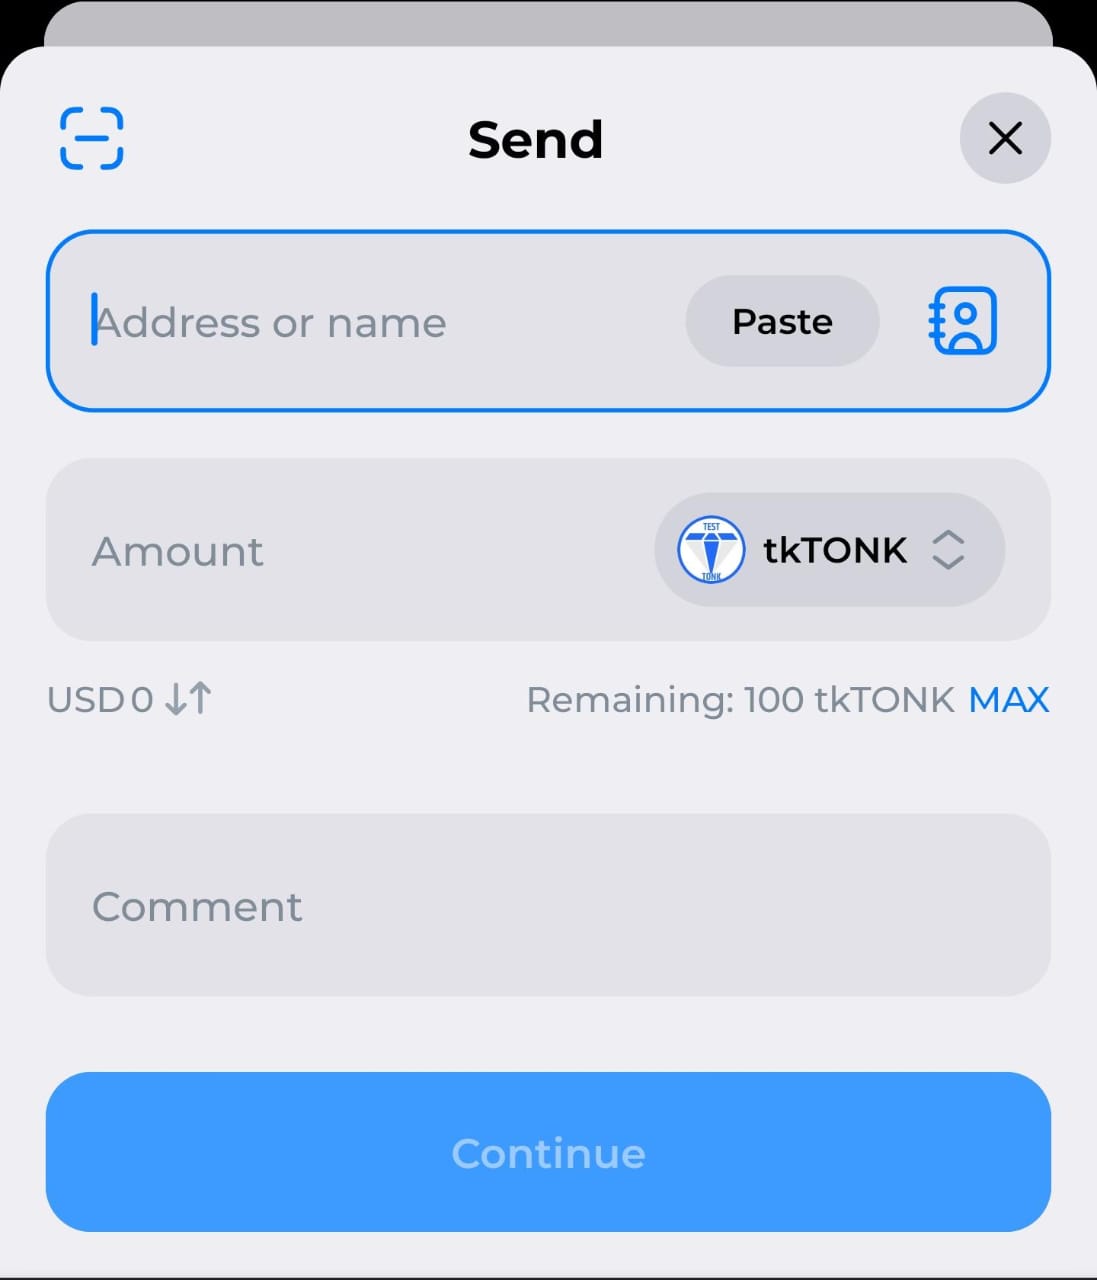 Send
Address or name Paste
Amount TEST TONK tkTONK
USD 0 Remaining: 100 tkTONK MAX
Comment
Continue